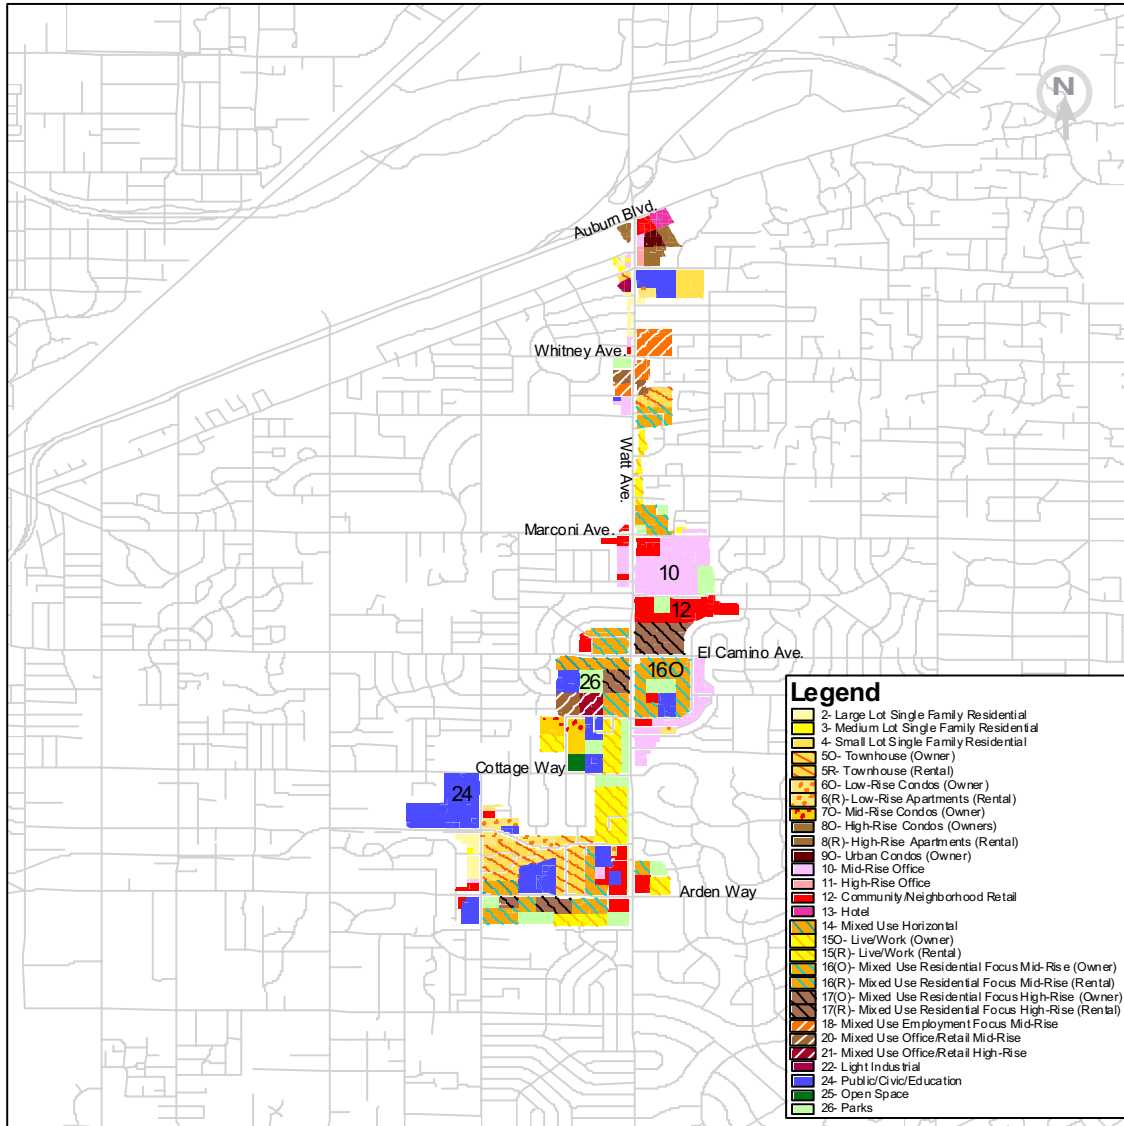 N
Auburn Blvd.
Whitney Ave.
Watt Ave.
Marconi Ave.
10
12
El Camino Ave.
16O
26
Cottage Way
24
Arden Way
Legend
2- Large Lot Single Family Residential
3- Medium Lot Single Family Residential
4- Small Lot Single Family Residential
5O- Townhouse (Owner)
5R- Townhouse (Rental)
6O- Low-Rise Condos (Owner)
6(R)- Low-Rise Apartments (Rental)
7O- Mid-Rise Condos (Owner)
8O- High-Rise Condos (Owners)
8(R)- High-Rise Apartments (Rental)
9O- Urban Condos (Owner)
10- Mid-Rise Office
11- High-Rise Office
12- Community/Neighborhood Retail
13- Hotel
14- Mixed Use Horizontal
15O- Live/Work (Owner)
15(R)- Live/Work (Rental)
16(O)- Mixed Use Residential Focus Mid-Rise (Owner)
16(R)- Mixed Use Residential Focus Mid-Rise (Rental)
17(O)- Mixed Use Residential Focus High-Rise (Owner)
17(R)- Mixed Use Residential Focus High-Rise (Rental)
18- Mixed Use Employment Focus Mid-Rise
20- Mixed Use Office/Retail Mid-Rise
21- Mixed Use Office/Retail High-Rise
22- Light Industrial
24- Public/Civic/Education
25- Open Space
26- Parks